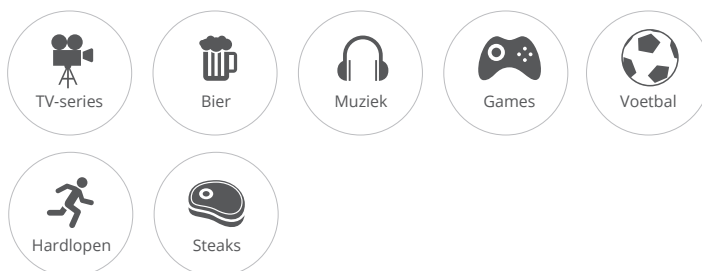 TV-series
Bier
Muziek
Games
Voetbal
Hardlopen
Steaks